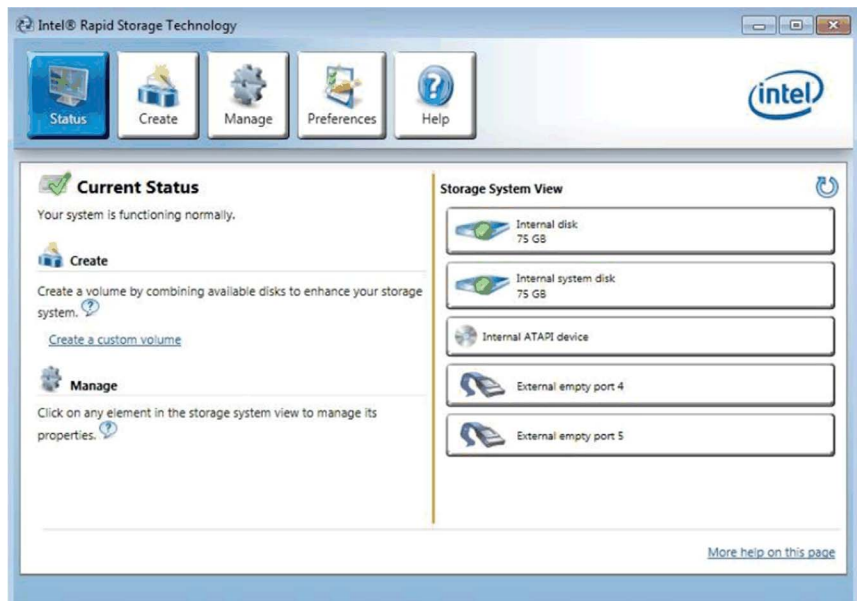 Intel® Rapid Storage Technology
Status
Create
Manage
Preferences
Help
intel
Current Status
Your system is functioning normally.
Create
Create a volume by combining available disks to enhance your storage
system.
Create a custom volume
Manage
Click on any element in the storage system view to manage its
properties.
Storage System View
Internal disk
75 GB
Internal system disk
75 GB
Internal ATAPI device
External empty port 4
External empty port 5
More help on this page